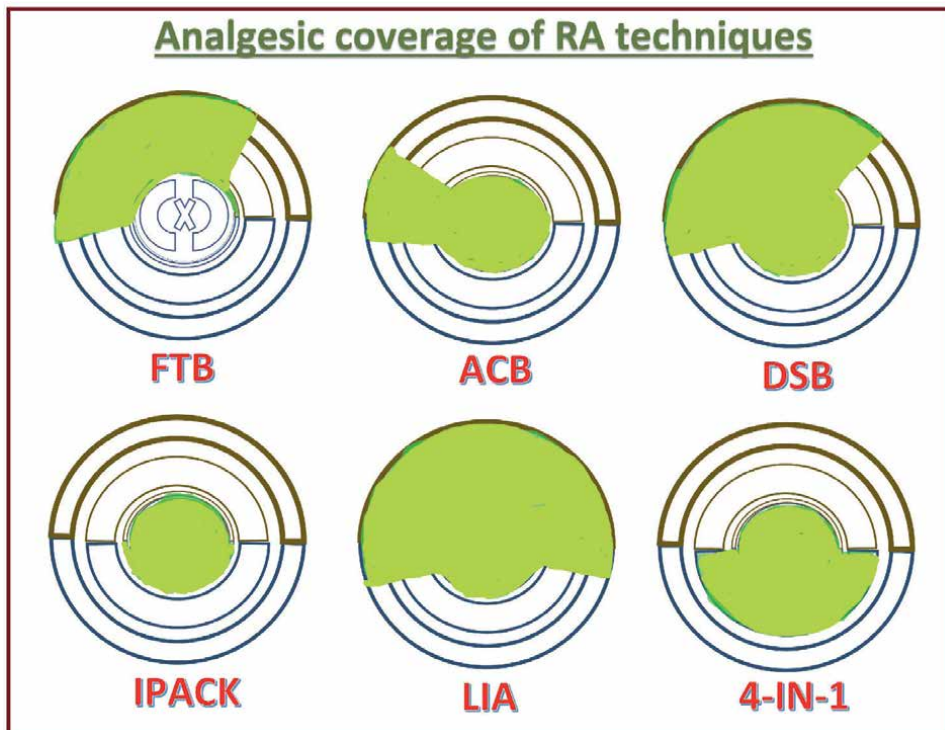 Analgesic coverage of RA techniques
X
FTB
ACB
DSB
IPACK
LIA
4-IN-1